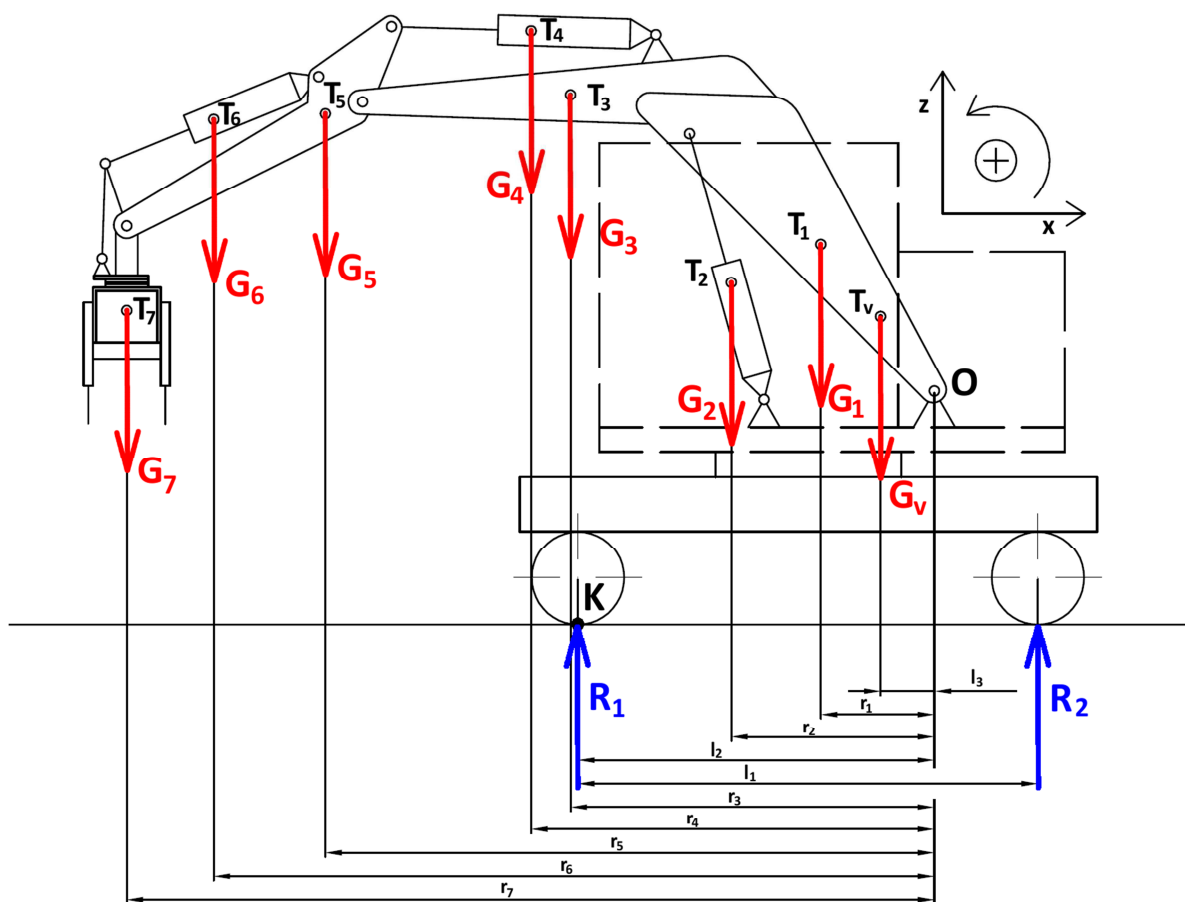 T₄
T₆
T₅
T₃
z
x
G₄
G₃
T₁
T₂
G₆
G₅
T₇
Tᵥ
O
G₂
G₁
G₇
Gᵥ
K
R₁
R₂
l₃
r₁
r₂
l₂
l₁
r₃
r₄
r₅
r₆
r₇